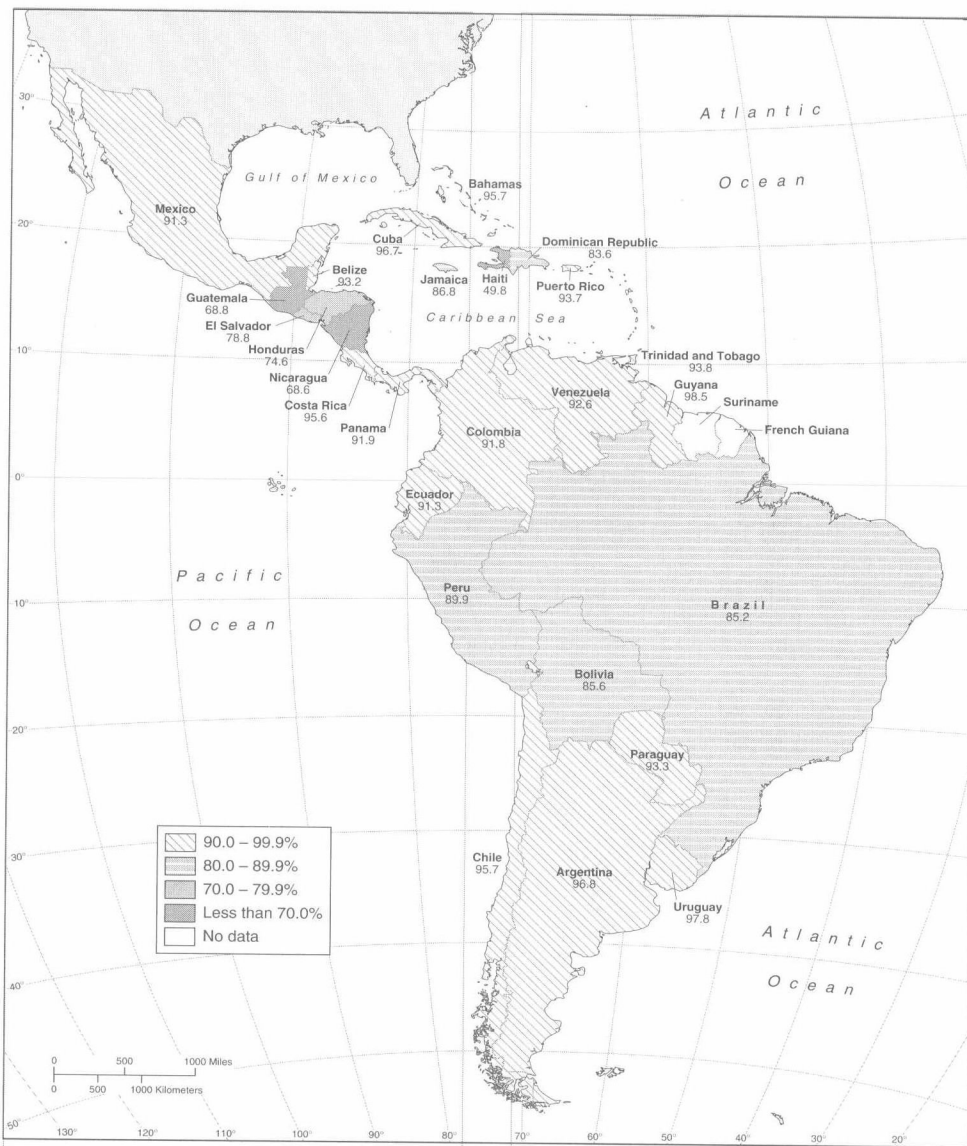 30°
20°
10°
0°
10°
20°
30°
40°
50°
Atlantic
Ocean
Gulf of Mexico
Bahamas
95.7
Mexico
91.3
Cuba
96.7
Dominican Republic
83.6
Belize
93.2
Jamaica
86.8
Haiti
49.8
Puerto Rico
93.7
Guatemala
68.8
El Salvador
78.8
Caribbean Sea
Honduras
74.6
Nicaragua
68.6
Costa Rica
95.6
Panama
91.9
Trinidad and Tobago
93.8
Venezuela
92.6
Guyana
98.5
Suriname
French Guiana
Colombia
91.8
Ecuador
91.3
Pacific
Ocean
Peru
89.9
Brazil
85.2
Bolivia
85.6
Paraguay
93.3
Chile
95.7
Argentina
96.8
Uruguay
97.8
Atlantic
Ocean
90.0 – 99.9%
80.0 – 89.9%
70.0 – 79.9%
Less than 70.0%
No data
0 500 1000 Miles
0 500 1000 Kilometers
130° 120° 110° 100° 90° 80° 70° 60° 50° 40° 30° 20°